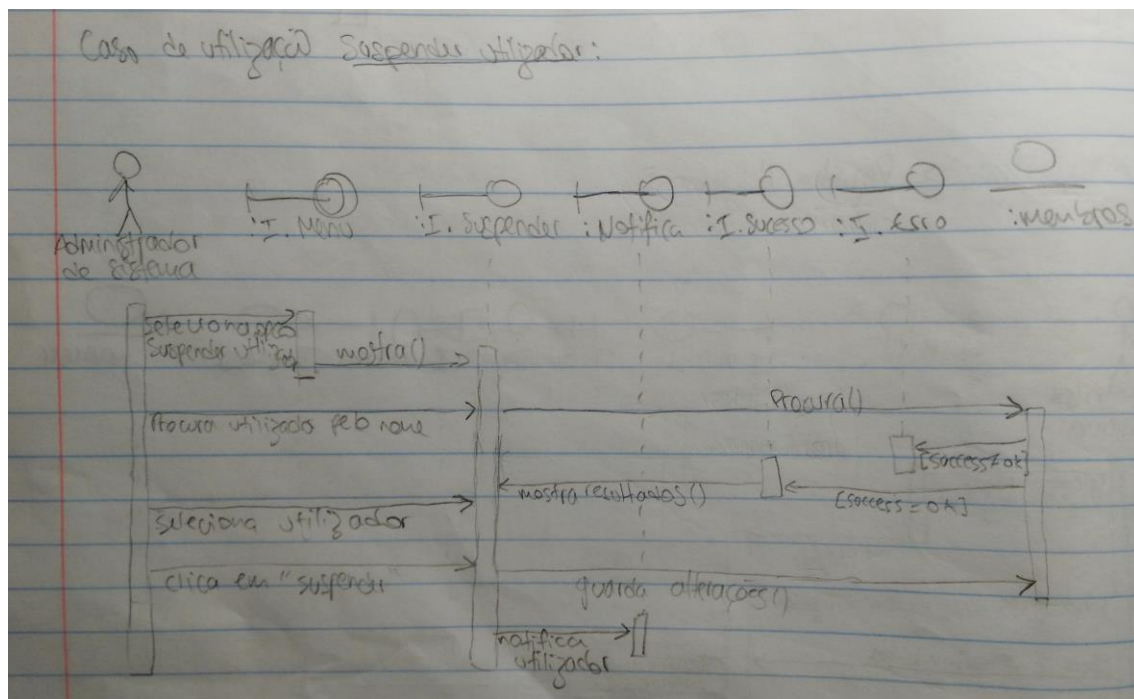 Caso de utilização Suspender utilizador:
:I. Menu :I. Suspender :Notifica :I. Sucesso :I. Erro :membros
Administrador
de sistema
seleciona opção
Suspender utilizador
mostra()
Procura()
Procura utilizador pelo nome
[success≠ok]
mostra resultados()
[success=ok]
seleciona utilizador
clica em "suspender"
guarda alterações()
notifica
utilizador